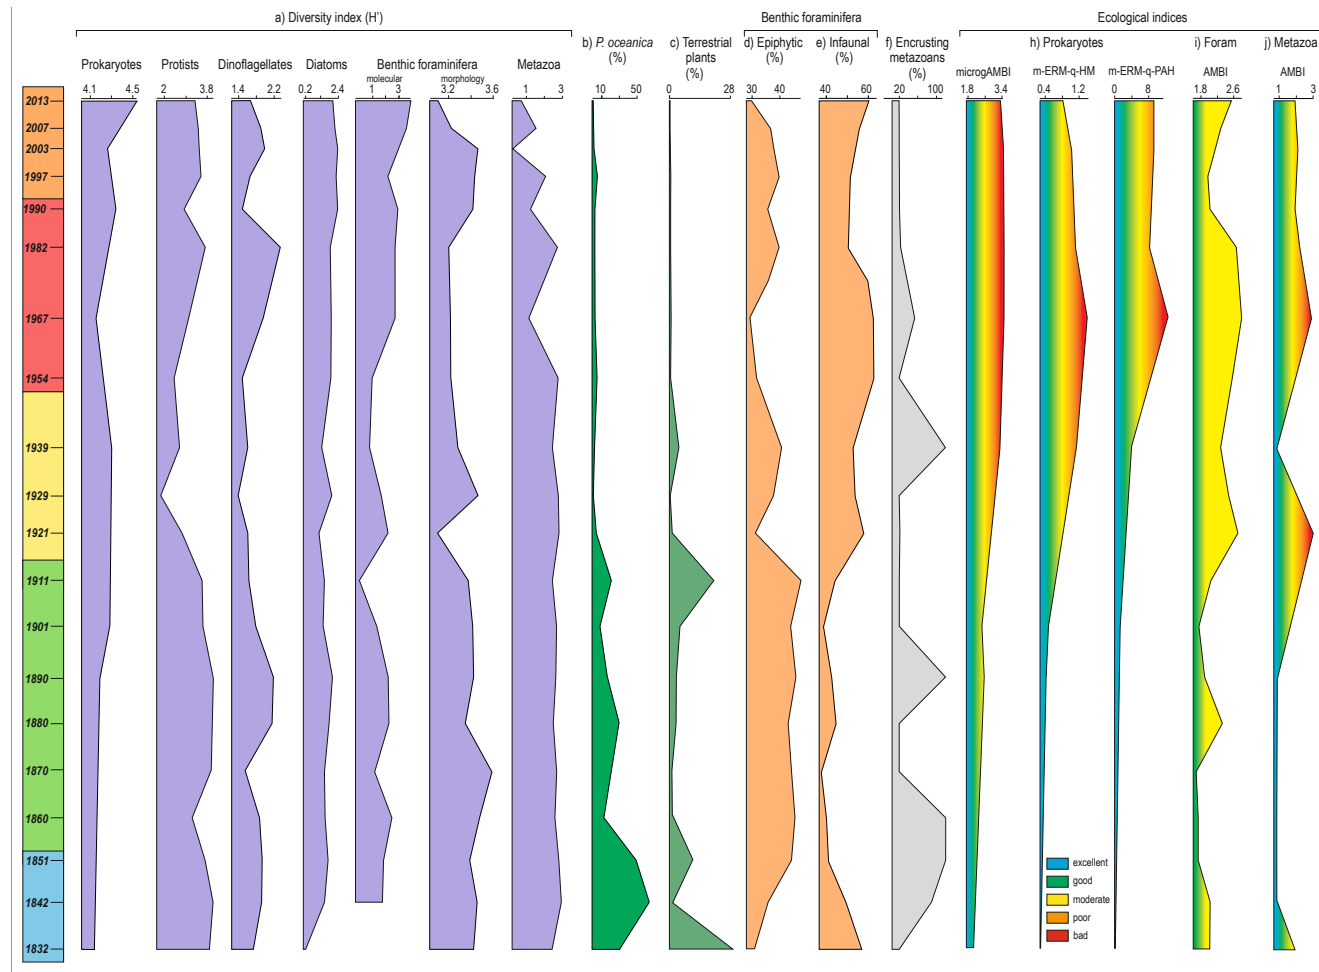 a) Diversity index (H')
Benthic foraminifera
Ecological indices
b) P. oceanica
(%)
c) Terrestrial
plants
(%)
d) Epiphytic
(%)
e) Infaunal
(%)
f) Encrusting
metazoans
(%)
h) Prokaryotes
i) Foram
j) Metazoa
Prokaryotes
Protists
Dinoflagellates
Diatoms
Benthic foraminifera
molecular
morphology
Metazoa
microgAMBI
m-ERM-q-HM
m-ERM-q-PAH
AMBI
AMBI
4.1 4.5
2 3.8
1.4 2.2
0.2 2.4
1 3
3.2 3.6
1 3
10 50
0 28
30 40
40 60
20 100
1.8 3.4
0.4 1.2
0 8
1.8 2.6
1 3
2013
2007
2003
1997
1990
1982
1967
1954
1939
1929
1921
1911
1901
1890
1880
1870
1860
1851
1842
1832
excellent
good
moderate
poor
bad